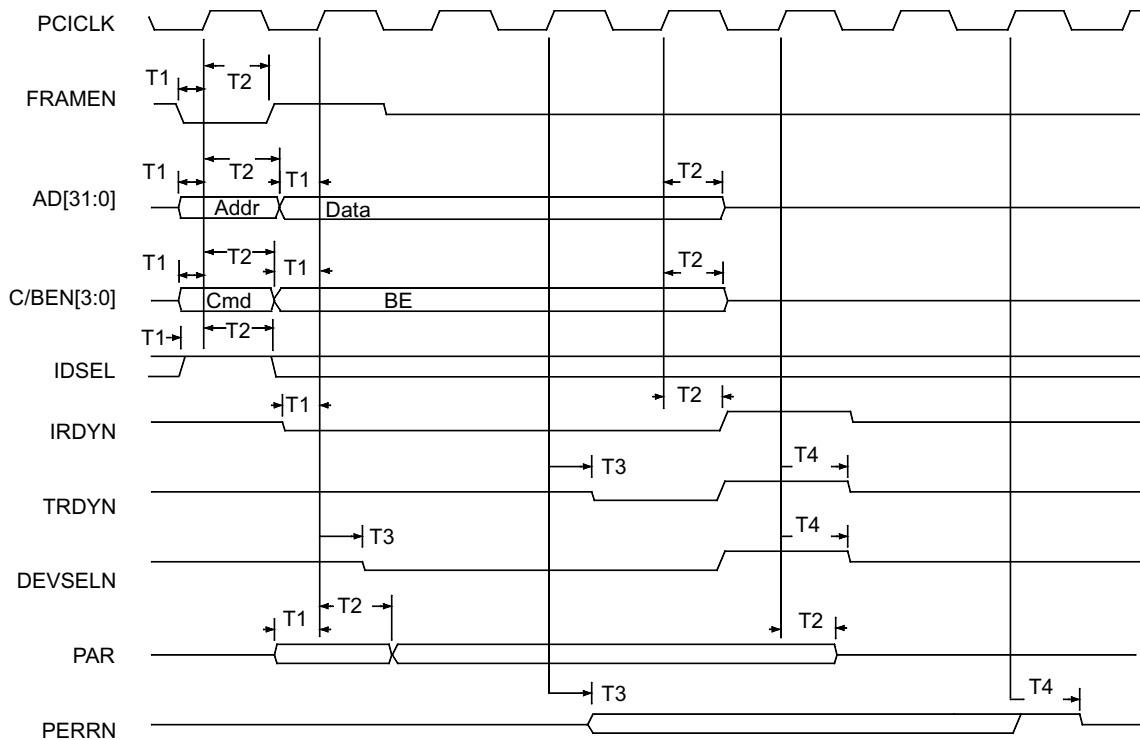 PCICLK
T1
T2
FRAMEN
T1
T2
T1
T2
AD[31:0]
Addr
Data
T1
T2
T1
T2
C/BEN[3:0]
Cmd
BE
T1
T2
IDSEL
T1
T2
IRDYN
T3
T4
TRDYN
T3
T4
DEVSELN
T1
T2
T2
PAR
T3
T4
PERRN